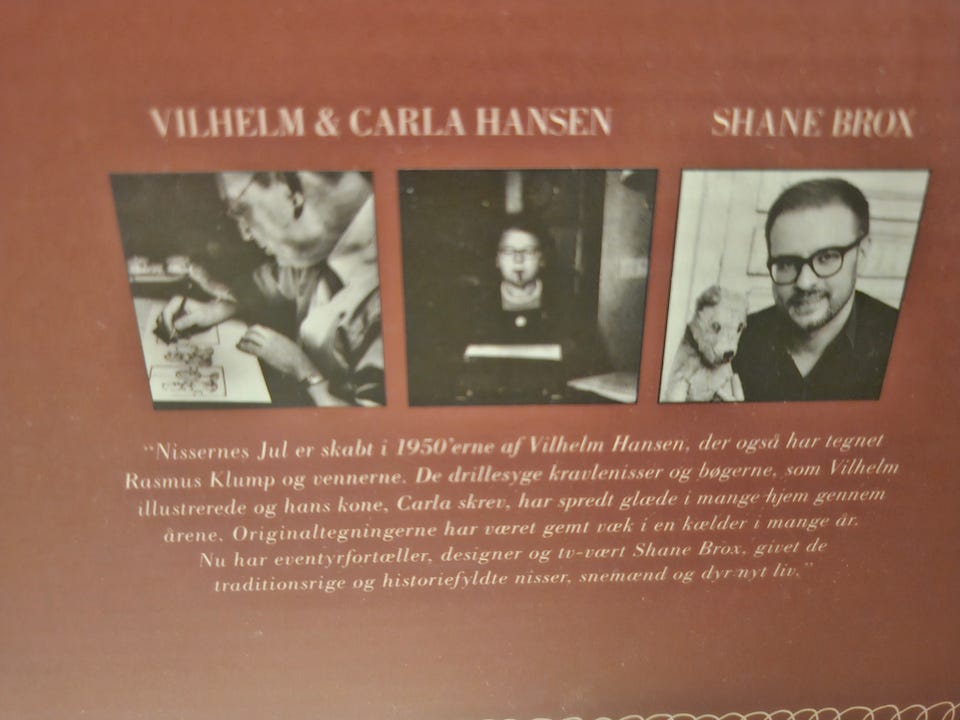 VILHELM & CARLA HANSEN SHANE BROX
"Nissernes Jul er skabt i 1950'erne af Vilhelm Hansen, der også har tegnet
Rasmus Klump og vennerne. De drillesyge kravlenisser og bøgerne, som Vilhelm
illustrerede og hans kone, Carla skrev, har spredt glæde i mange hjem gennem
årene. Originaltegningerne har været gemt væk i en kælder i mange år.
Nu har eventyrfortæller, designer og tv-vært Shane Brox, givet de
traditionsrige og historiefyldte nisser, snemænd og dyr nyt liv."